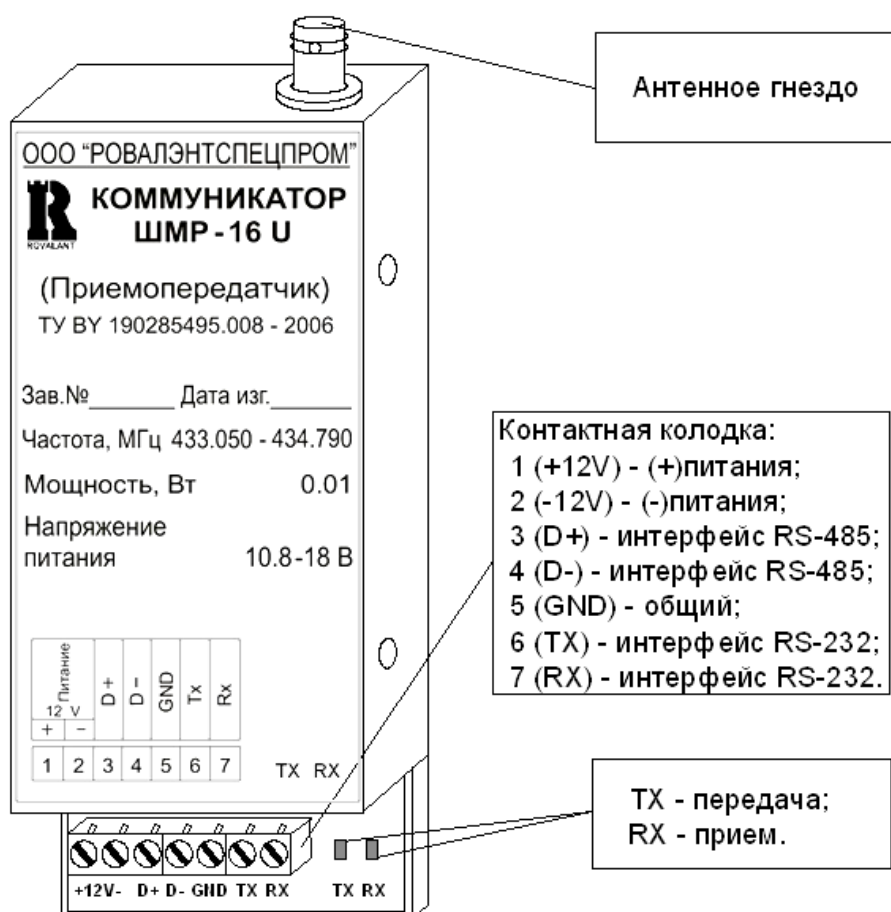 Антенное гнездо
ООО “РОВАЛЭНТСПЕЦПРОМ”
R
ROVALANT
КОММУНИКАТОР
ШМР - 16 U
(Приемопередатчик)
ТУ BY 190285495.008 - 2006
Зав.№______ Дата изг.______
Частота, МГц 433.050 - 434.790
Мощность, Вт 0.01
Напряжение
питания 10.8-18 В
Контактная колодка:
1 (+12V) - (+)питания;
2 (-12V) - (-)питания;
3 (D+) - интерфейс RS-485;
4 (D-) - интерфейс RS-485;
5 (GND) - общий;
6 (TX) - интерфейс RS-232;
7 (RX) - интерфейс RS-232.
Питание
12 V
+ −
D+
D−
GND
Tx
Rx
1 2 3 4 5 6 7
TX RX
TX - передача;
RX - прием.
+12V- D+ D- GND TX RX
TX RX